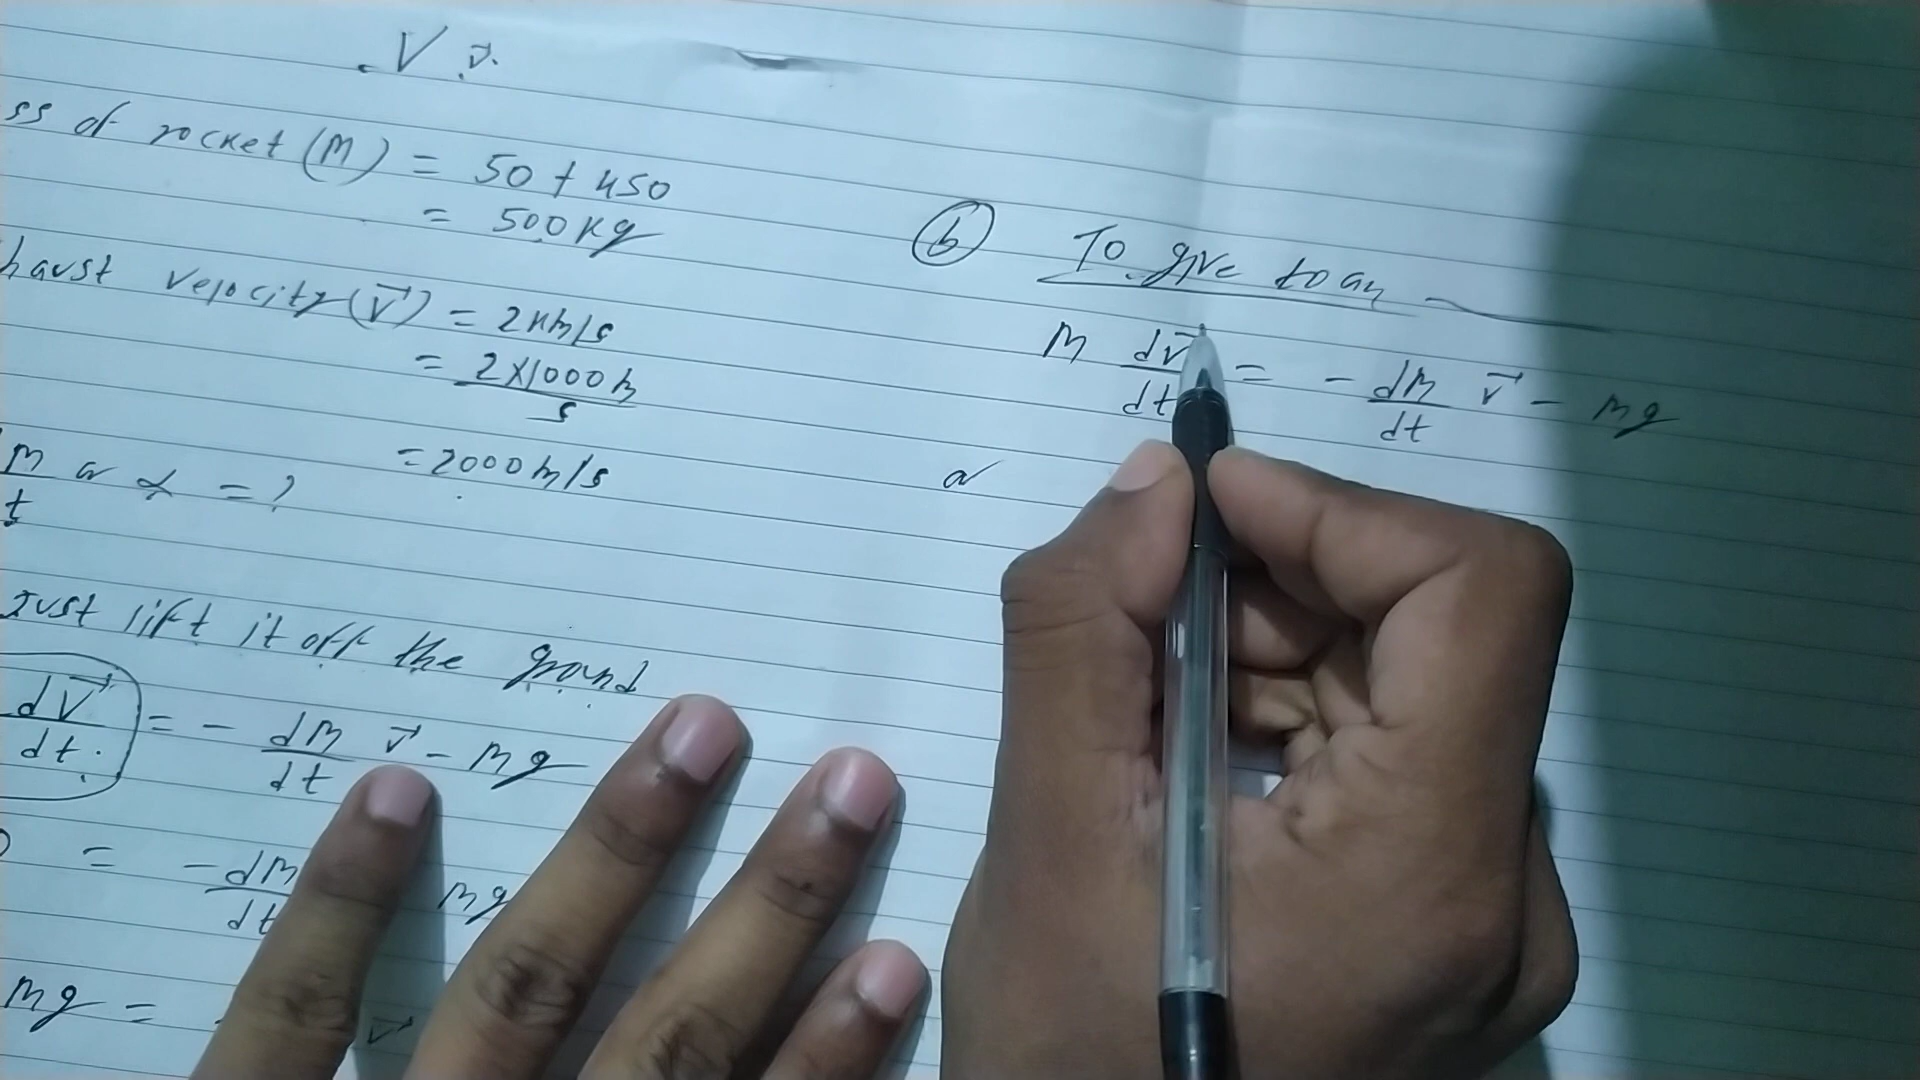 V v.
ss of rocket (M) = 50 + 450
= 500 kg
haust velocity (v⃗) = 2 km/s
= 2 x 1000 m / s
= 2000 m/s
m / t or α = ?
Just lift it off the ground
dv⃗ / dt = - dM / dt v⃗ - mg
= - dM / dt mg
mg = v⃗
(b) To give to an
M dv⃗ / dt = - dM / dt v⃗ - mg
or